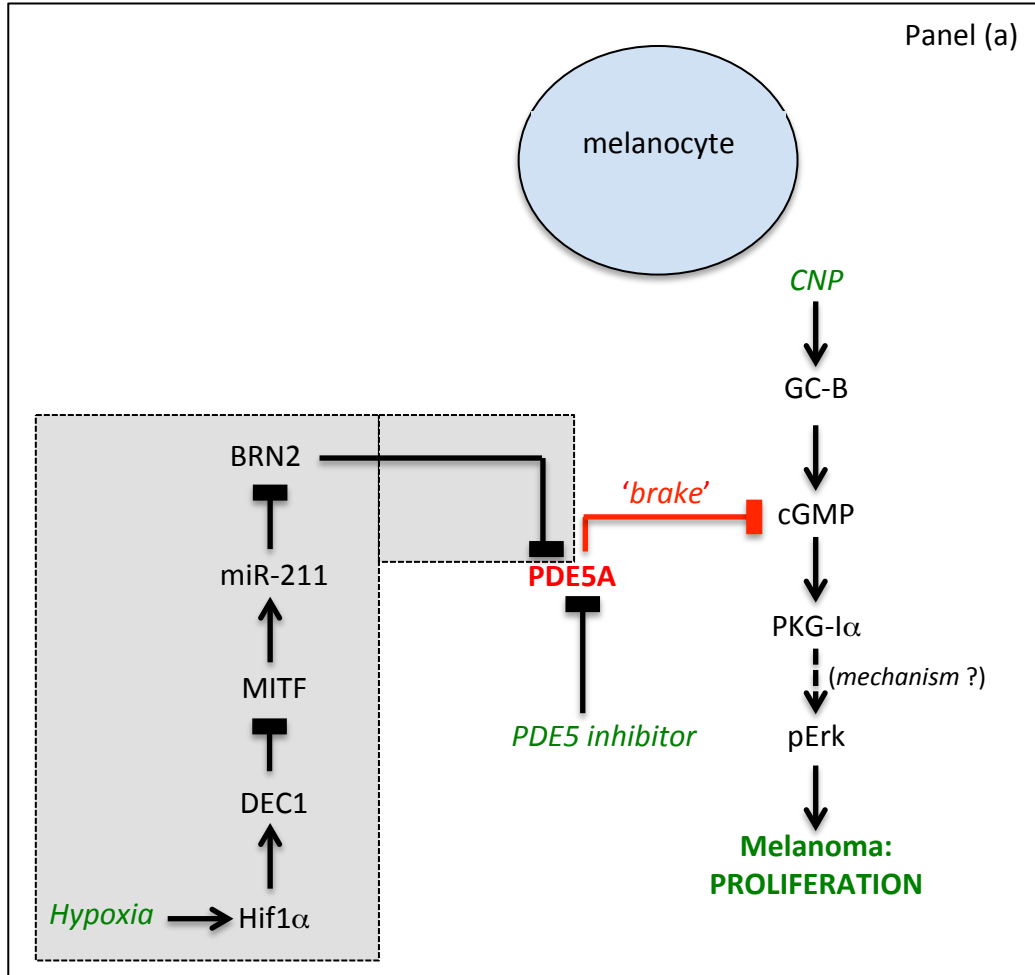 Panel (a)
melanocyte
CNP
GC-B
BRN2
‘brake’
cGMP
miR-211
PDE5A
PKG-Iα
(mechanism ?)
MITF
PDE5 inhibitor
pErk
DEC1
Melanoma:
PROLIFERATION
Hypoxia
Hif1α